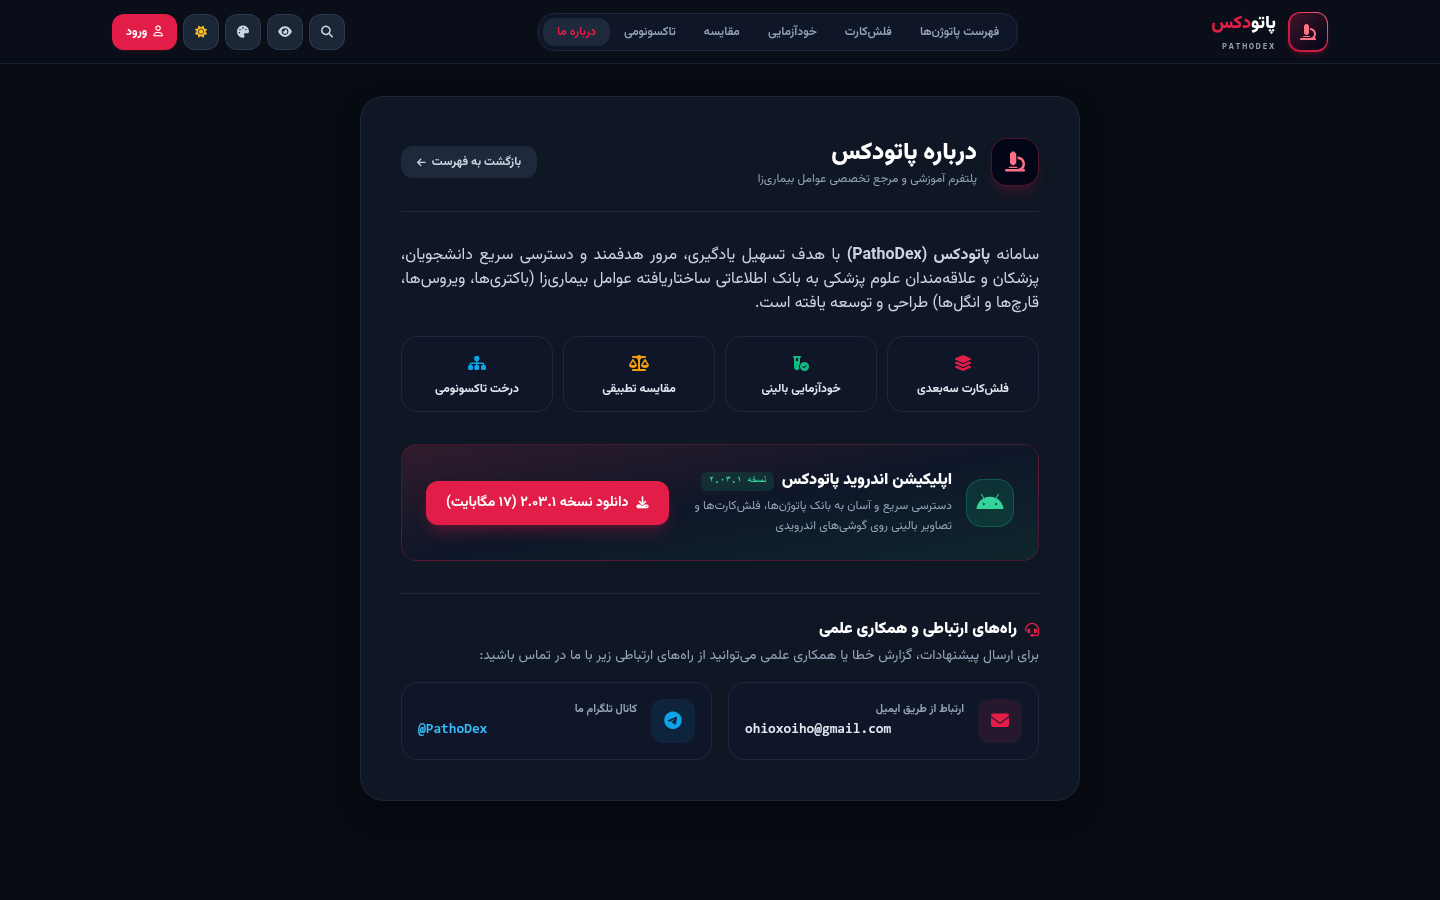 پاتودکس
PATHODEX
فهرست پاتوژن‌ها
فلش‌کارت
خودآزمایی
مقایسه
تاکسونومی
درباره ما
ورود
درباره پاتودکس
پلتفرم آموزشی و مرجع تخصصی عوامل بیماری‌زا
بازگشت به فهرست
سامانه پاتودکس (PathoDex) با هدف تسهیل یادگیری، مرور هدفمند و دسترسی سریع دانشجویان،
پزشکان و علاقه‌مندان علوم پزشکی به بانک اطلاعاتی ساختاریافته عوامل بیماری‌زا (باکتری‌ها، ویروس‌ها،
قارچ‌ها و انگل‌ها) طراحی و توسعه یافته است.
فلش‌کارت سه‌بعدی
خودآزمایی بالینی
مقایسه تطبیقی
درخت تاکسونومی
اپلیکیشن اندروید پاتودکس
نسخه ۲.۰۳.۱
دسترسی سریع و آسان به بانک پاتوژن‌ها، فلش‌کارت‌ها و
تصاویر بالینی روی گوشی‌های اندرویدی
دانلود نسخه ۲.۰۳.۱ (۱۷ مگابایت)
راه‌های ارتباطی و همکاری علمی
برای ارسال پیشنهادات، گزارش خطا یا همکاری علمی می‌توانید از راه‌های ارتباطی زیر با ما در تماس باشید:
ارتباط از طریق ایمیل
ohioxoiho@gmail.com
کانال تلگرام ما
@PathoDex